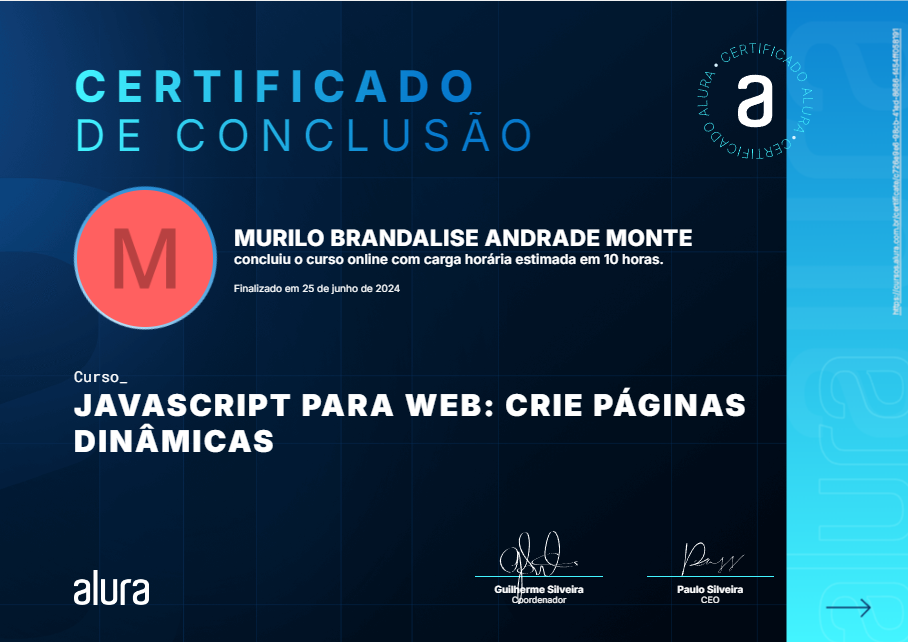 CERTIFICADO
DE CONCLUSÃO
CERTIFICADO ALURA • CERTIFICADO ALURA •
a
M
MURILO BRANDALISE ANDRADE MONTE
concluiu o curso online com carga horária estimada em 10 horas.
Finalizado em 25 de junho de 2024
Curso_
JAVASCRIPT PARA WEB: CRIE PÁGINAS
DINÂMICAS
alura
Guilherme Silveira
Coordenador
Paulo Silveira
CEO
alura